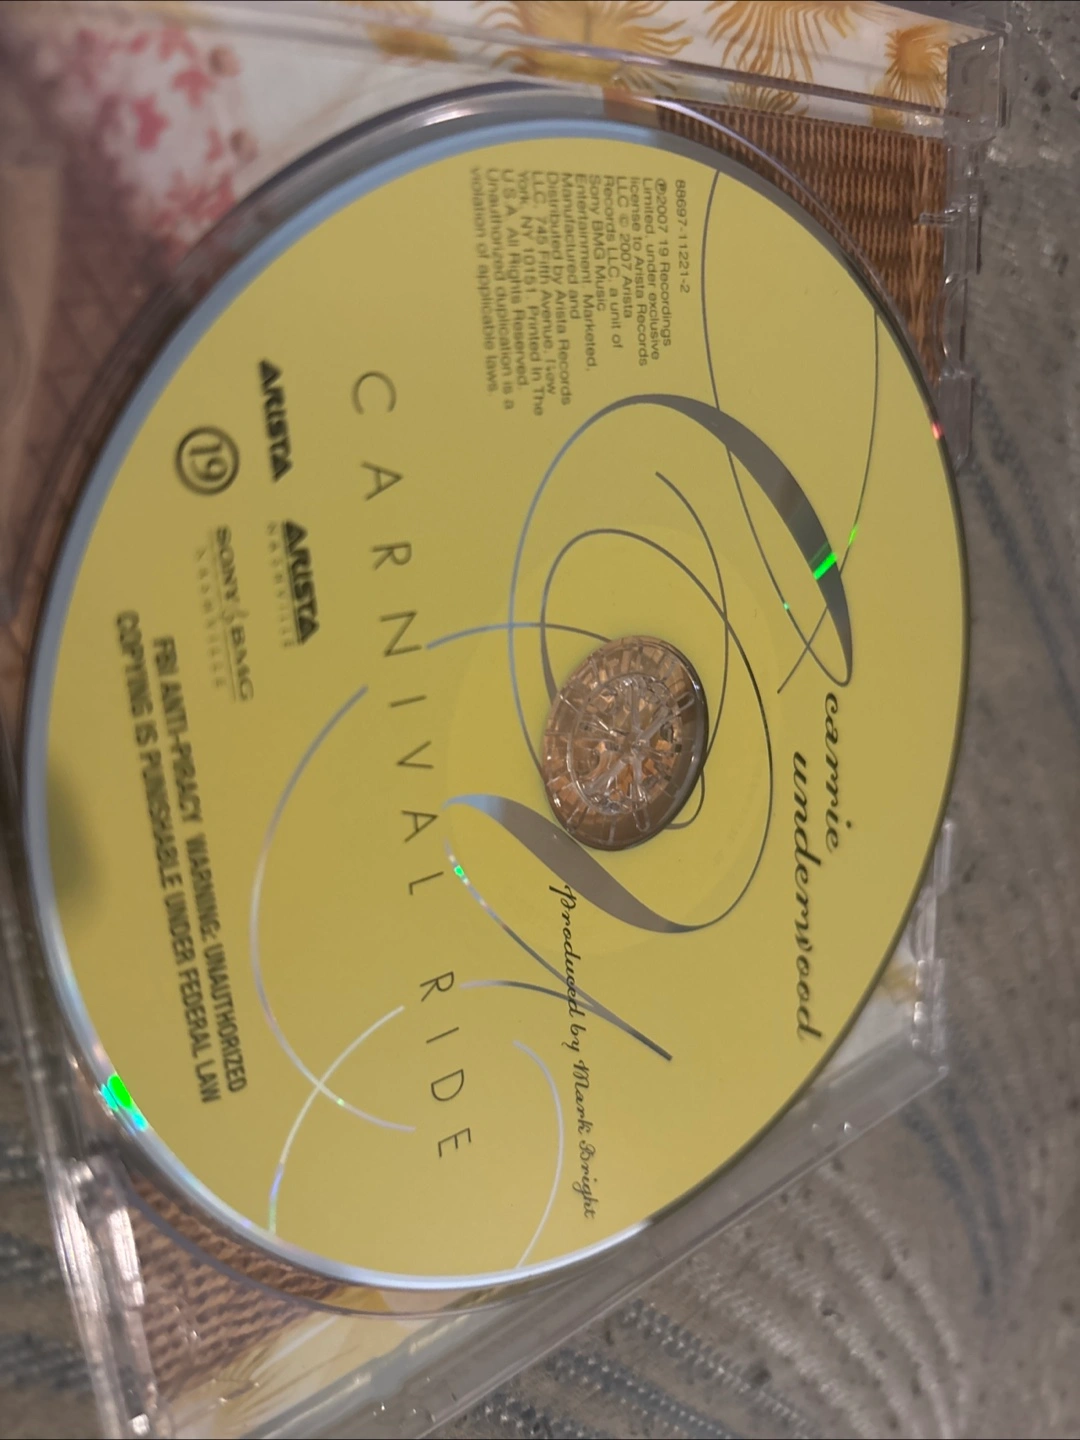 carrie
underwood
88697-11221-2
℗2007 19 Recordings
Limited, under exclusive
license to Arista Records
LLC © 2007 Arista
Records LLC, a unit of
Sony BMG Music
Entertainment. Marketed,
Manufactured and
Distributed by Arista Records
LLC, 745 Fifth Avenue, New
York, NY 10151. Printed In The
U.S.A. All Rights Reserved.
Unauthorized duplication is a
violation of applicable laws.
Produced by Mark Bright
CARNIVAL RIDE
ARISTA
ARISTA
NASHVILLE
19
SONY BMG
NASHVILLE
FBI ANTI-PIRACY WARNING: UNAUTHORIZED
COPYING IS PUNISHABLE UNDER FEDERAL LAW